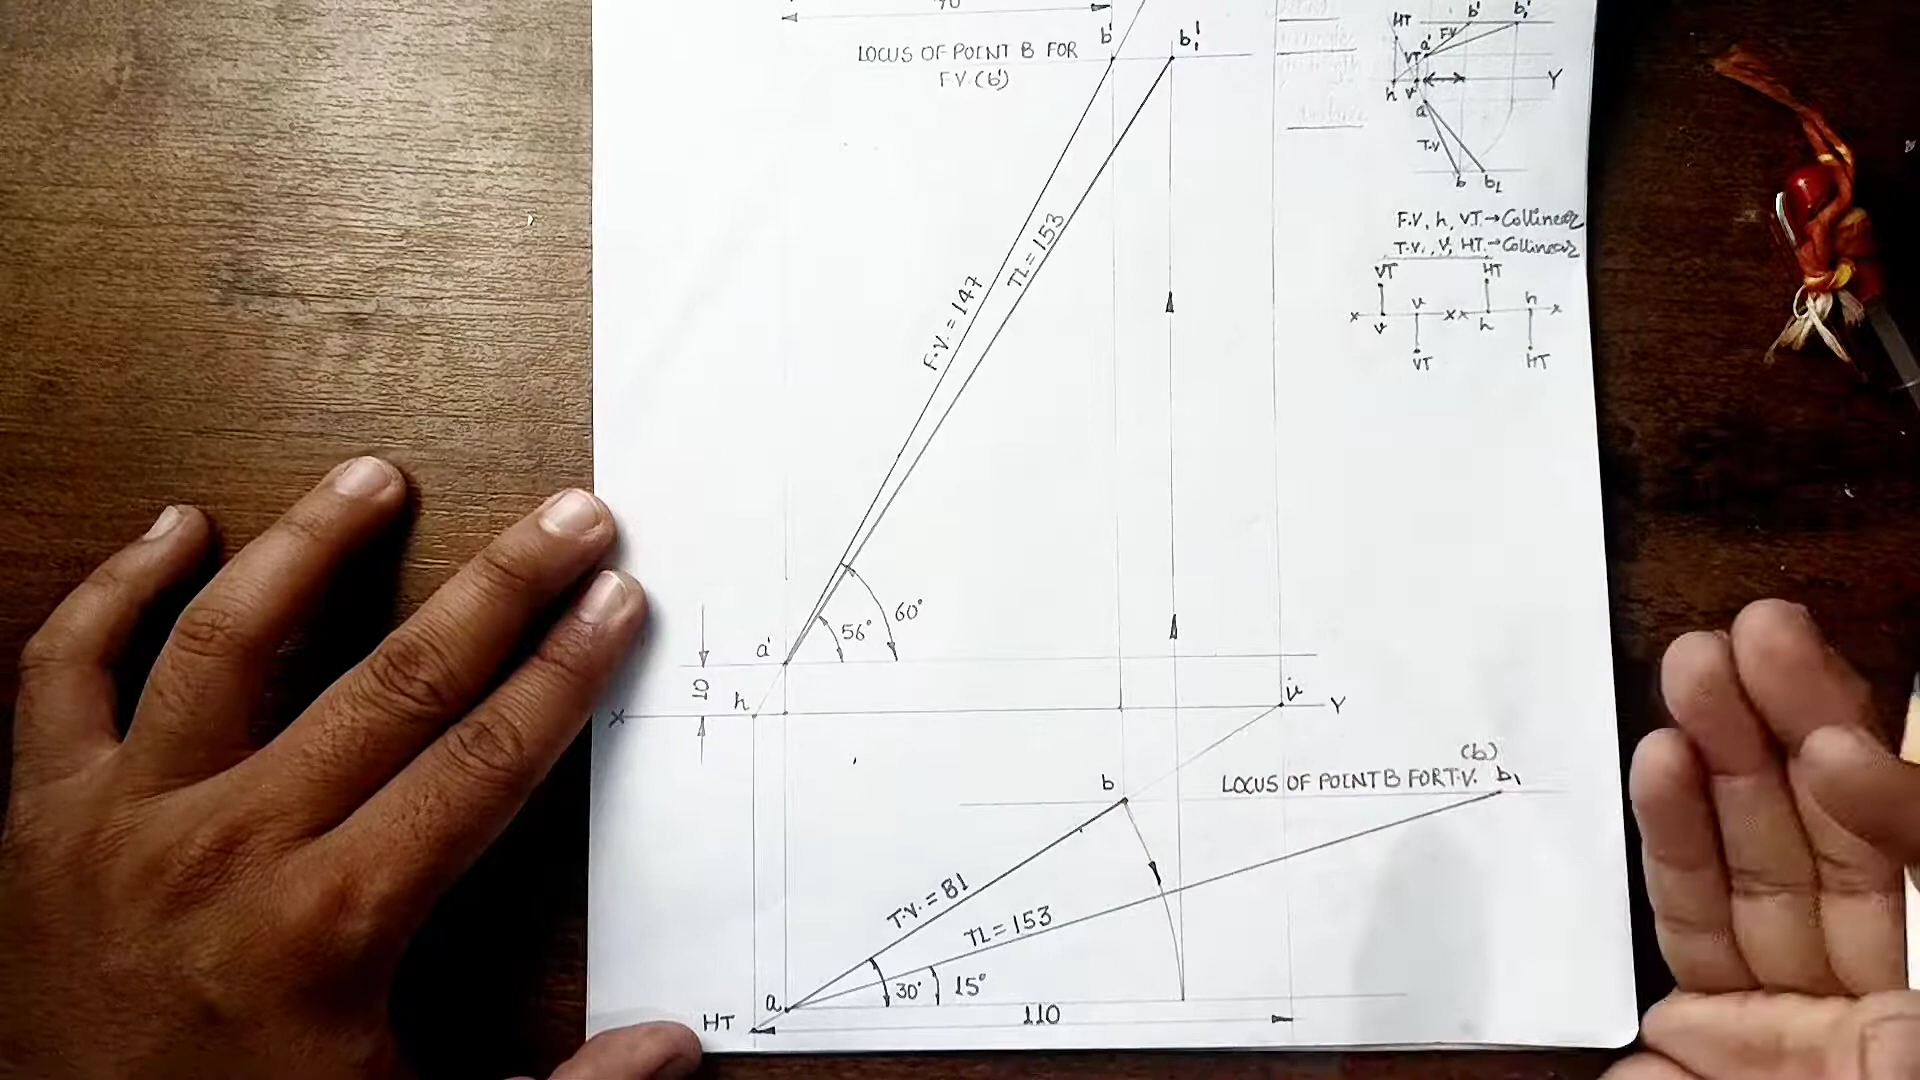 70
LOCUS OF POINT B FOR
F.V.(b')
b'
b₁'
F.V. = 147
TL = 153
60°
56°
a'
10
h
X
Y
v
(b)
LOCUS OF POINT B FOR T.V. b₁
b
T.V. = 81
TL = 153
30°
15°
a
HT
110
HT
b'
b₁'
F.V
a'
VT
Y
h
v
a
T.V
b
b₁
F.V, h, VT→Collinear
T.V., V, HT.→Collinear
VT
HT
v
h
x
x
x
x
v
h
VT
HT